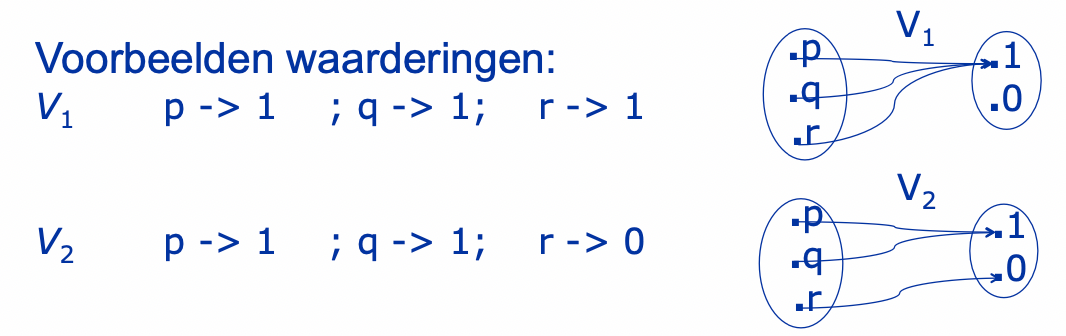 Voorbeelden waarderingen:
V₁ p -> 1 ; q -> 1; r -> 1
V₁
.p
.q
.r
.1
.0
V₂ p -> 1 ; q -> 1; r -> 0
V₂
.p
.q
.r
.1
.0